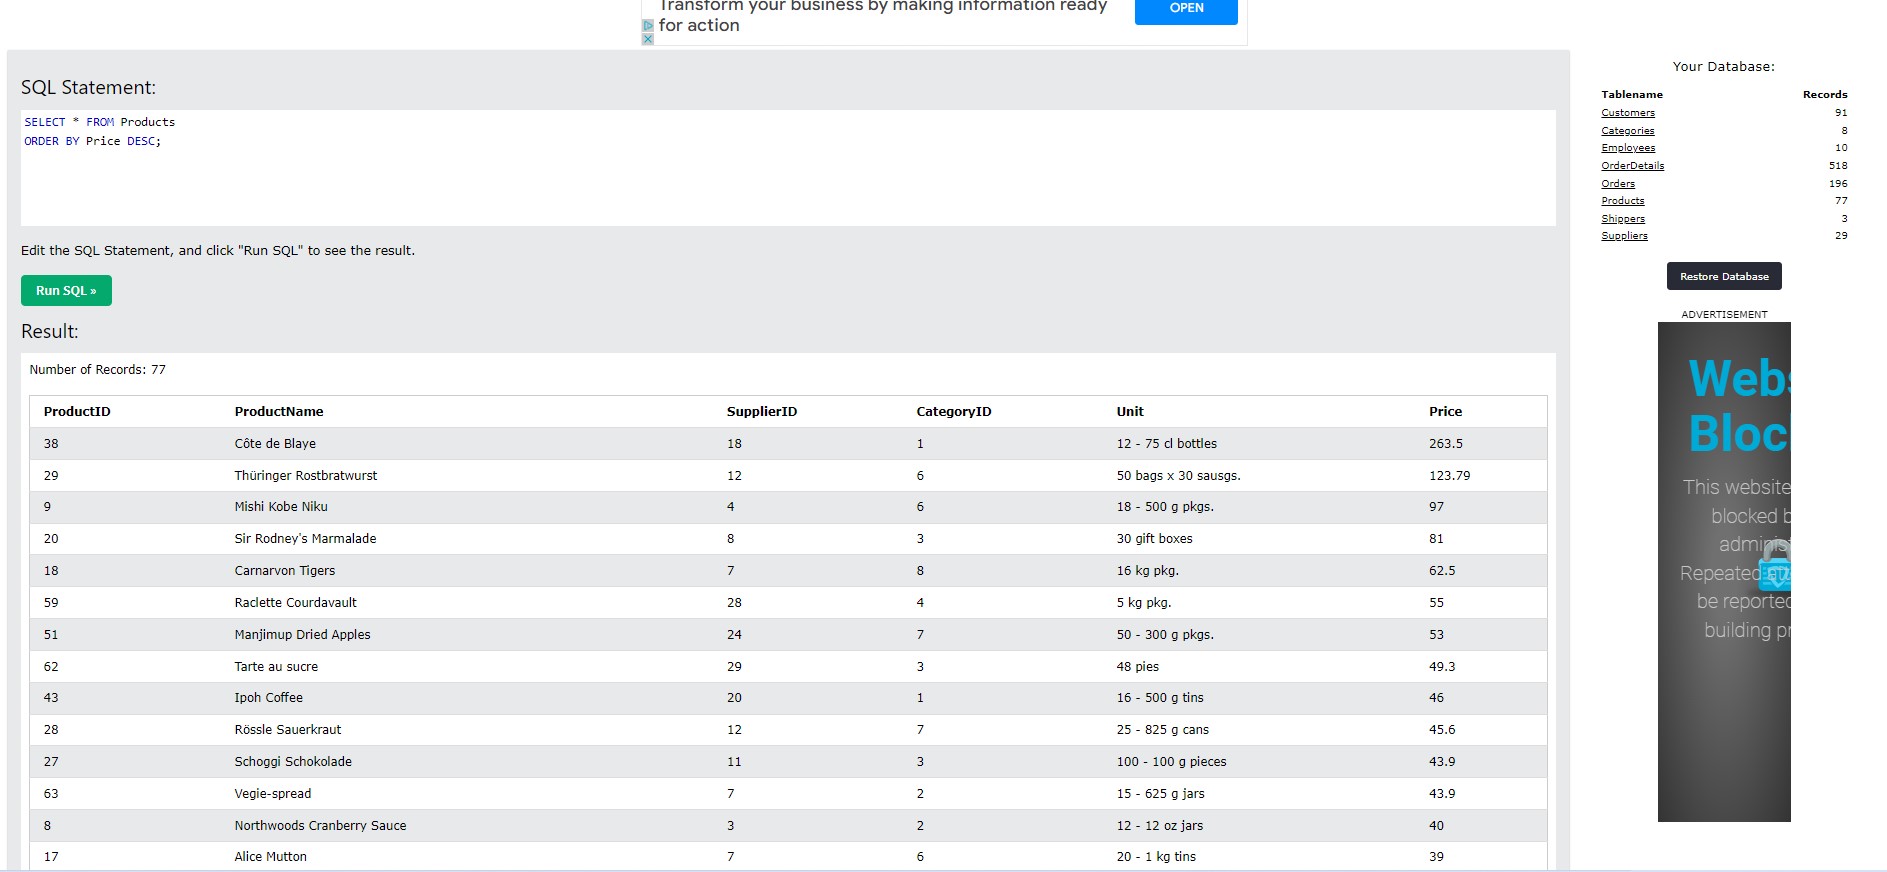 Transform your business by making information ready
for action
OPEN
SQL Statement:
SELECT * FROM Products
ORDER BY Price DESC;
Edit the SQL Statement, and click "Run SQL" to see the result.
Run SQL »
Result:
Number of Records: 77
ProductID ProductName SupplierID CategoryID Unit Price
38 Côte de Blaye 18 1 12 - 75 cl bottles 263.5
29 Thüringer Rostbratwurst 12 6 50 bags x 30 sausgs. 123.79
9 Mishi Kobe Niku 4 6 18 - 500 g pkgs. 97
20 Sir Rodney's Marmalade 8 3 30 gift boxes 81
18 Carnarvon Tigers 7 8 16 kg pkg. 62.5
59 Raclette Courdavault 28 4 5 kg pkg. 55
51 Manjimup Dried Apples 24 7 50 - 300 g pkgs. 53
62 Tarte au sucre 29 3 48 pies 49.3
43 Ipoh Coffee 20 1 16 - 500 g tins 46
28 Rössle Sauerkraut 12 7 25 - 825 g cans 45.6
27 Schoggi Schokolade 11 3 100 - 100 g pieces 43.9
63 Vegie-spread 7 2 15 - 625 g jars 43.9
8 Northwoods Cranberry Sauce 3 2 12 - 12 oz jars 40
17 Alice Mutton 7 6 20 - 1 kg tins 39
Your Database:
Tablename Records
Customers 91
Categories 8
Employees 10
OrderDetails 518
Orders 196
Products 77
Shippers 3
Suppliers 29
Restore Database
ADVERTISEMENT
Webs
Bloc
This website
blocked b
adminis
Repeated
be reported
building pr